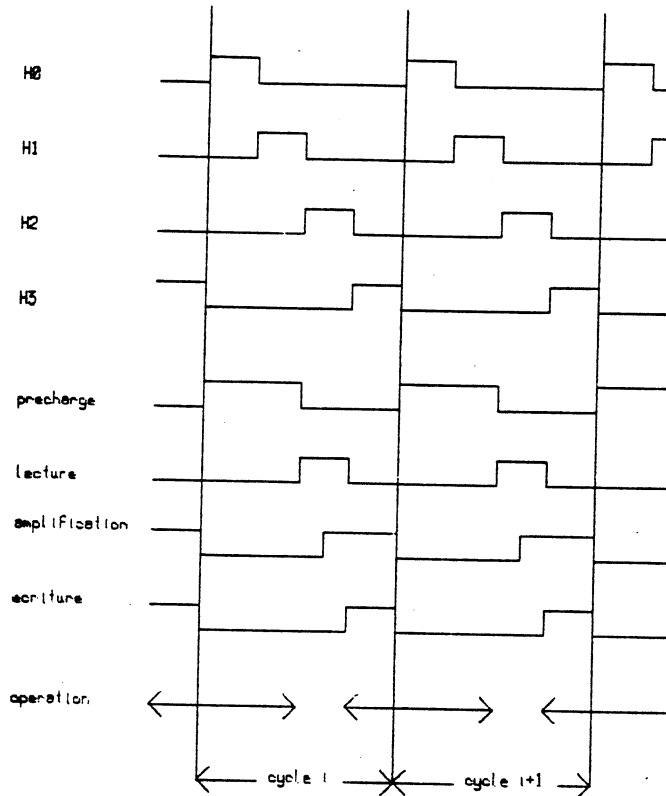 H0
H1
H2
H3
precharge
lecture
amplification
ecriture
operation
cycle i
cycle i+1